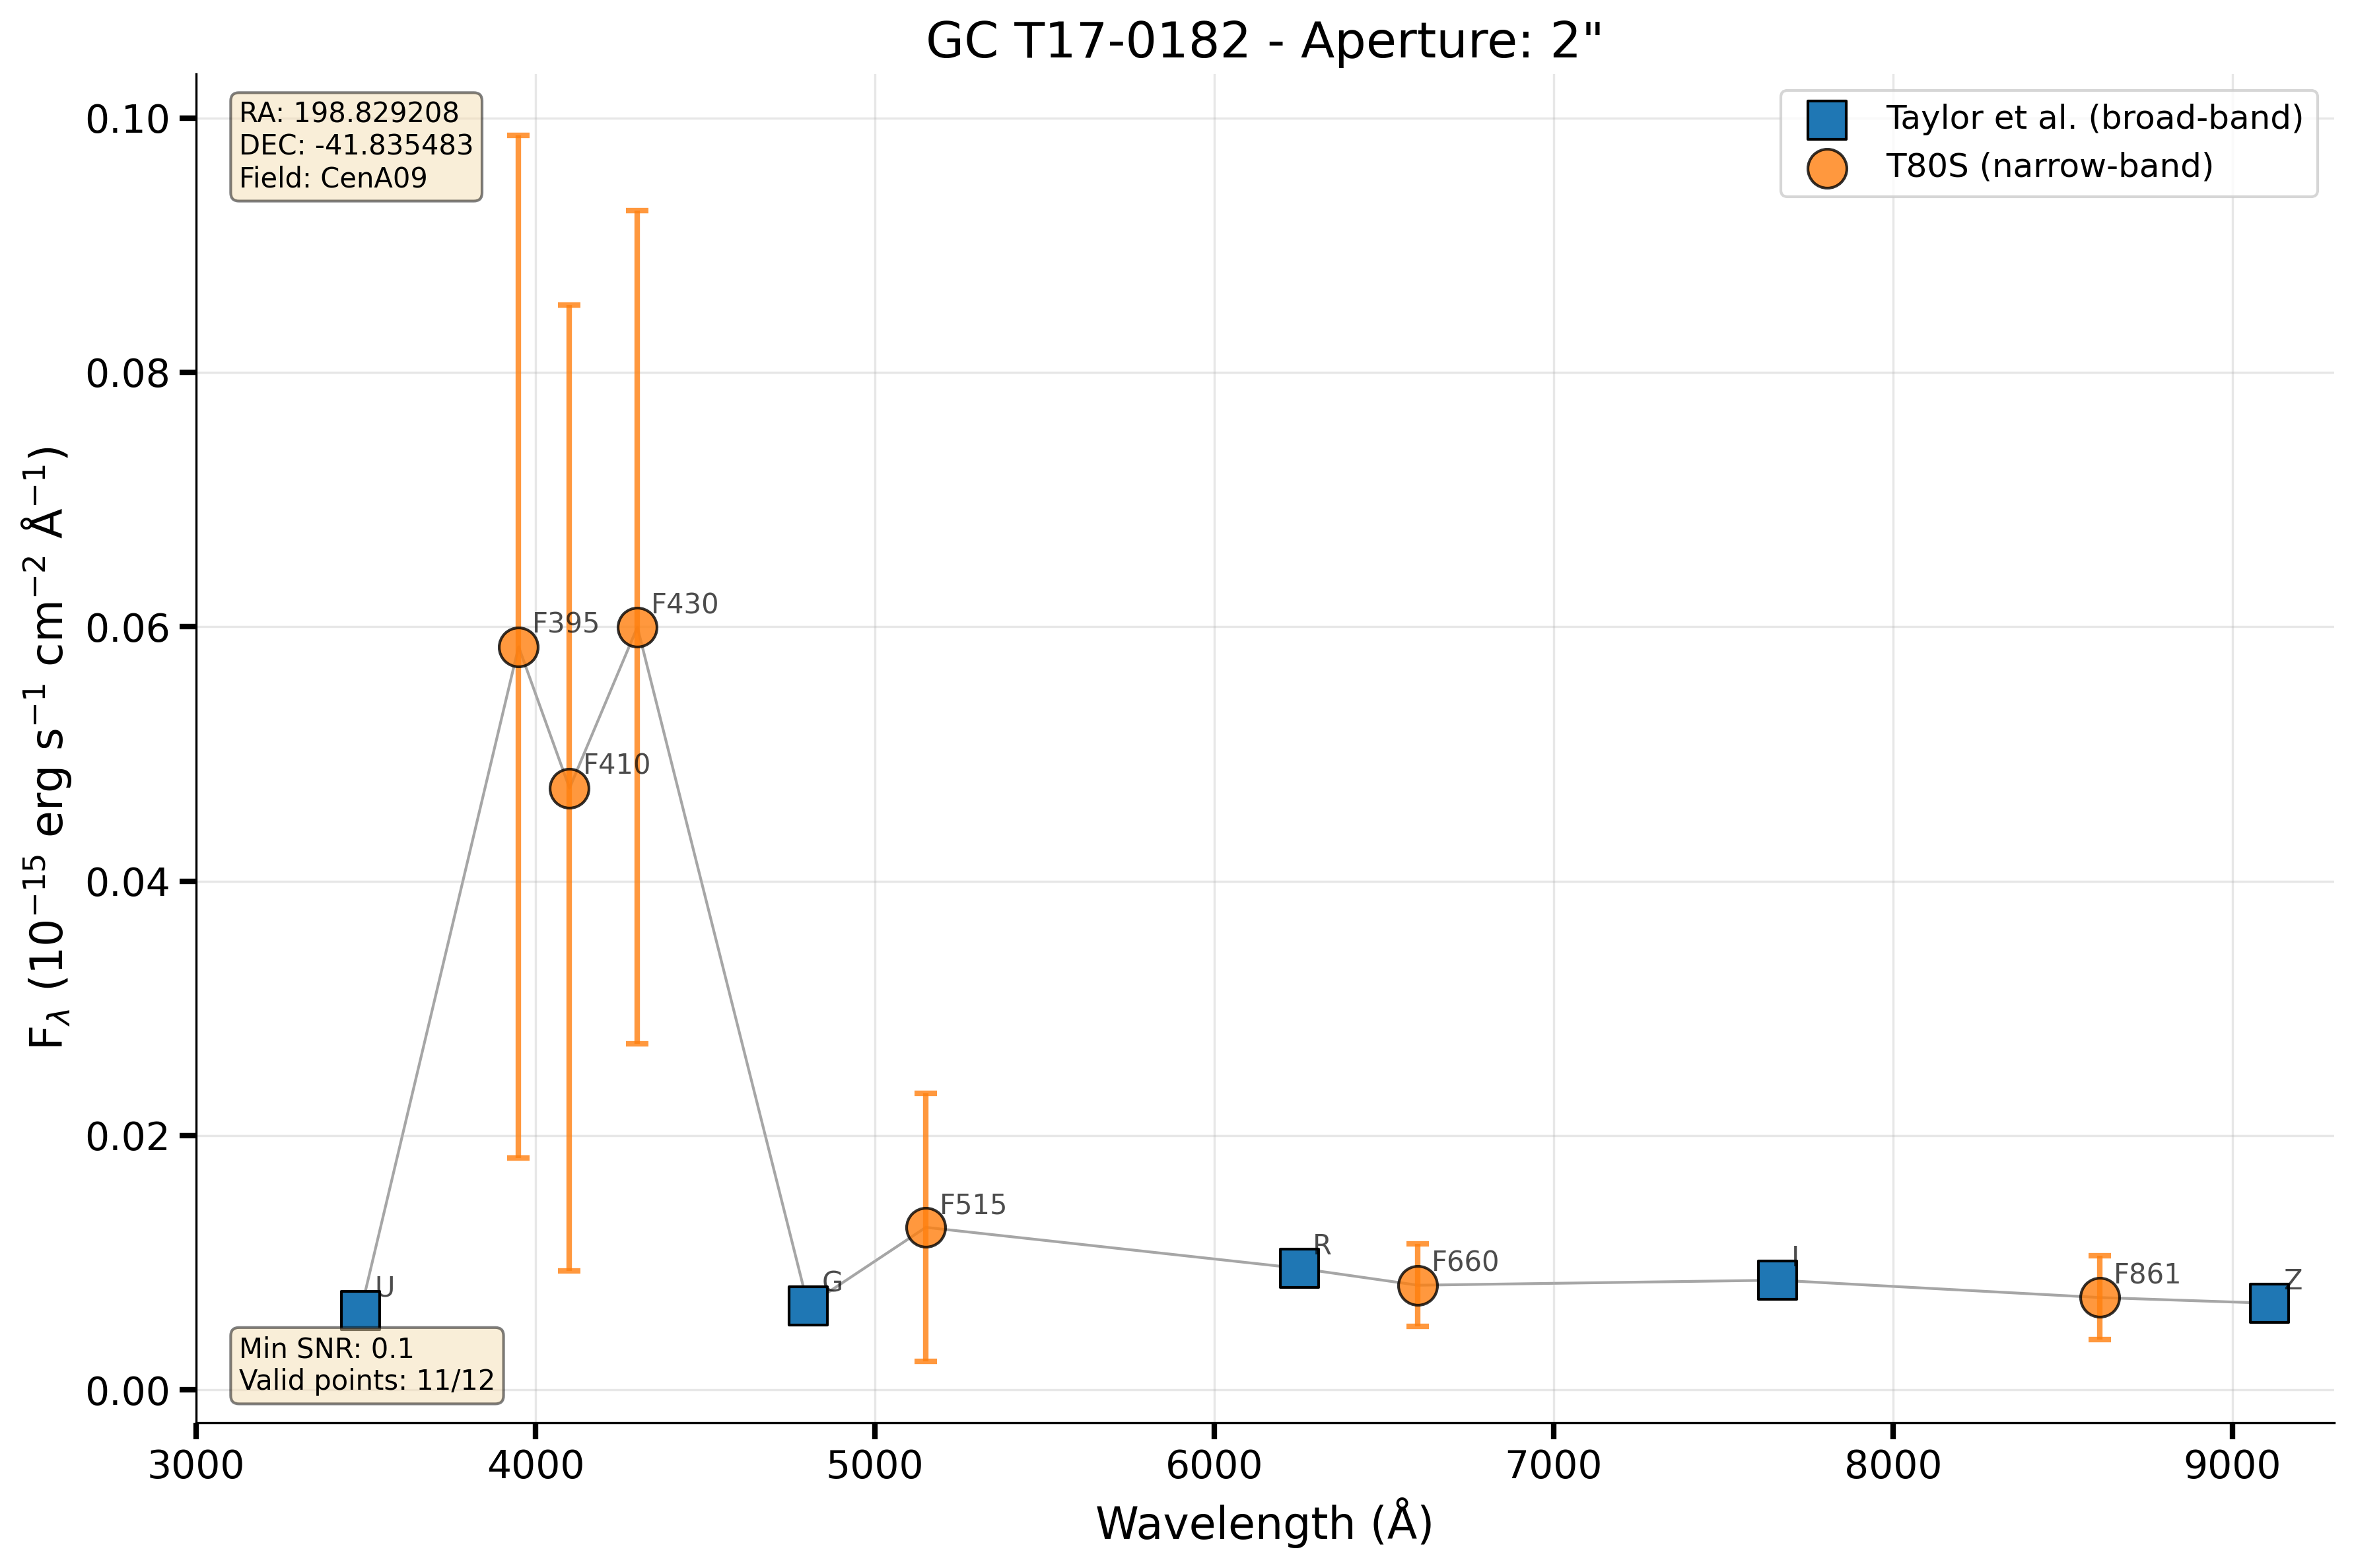 GC T17-0182 - Aperture: 2"
RA: 198.829208
DEC: -41.835483
Field: CenA09
Taylor et al. (broad-band)
T80S (narrow-band)
0.10
0.08
0.06
0.04
0.02
0.00
F_λ (10⁻¹⁵ erg s⁻¹ cm⁻² Å⁻¹)
F395
F430
F410
F515
R
F660
I
F861
Z
U
G
Min SNR: 0.1
Valid points: 11/12
3000 4000 5000 6000 7000 8000 9000
Wavelength (Å)